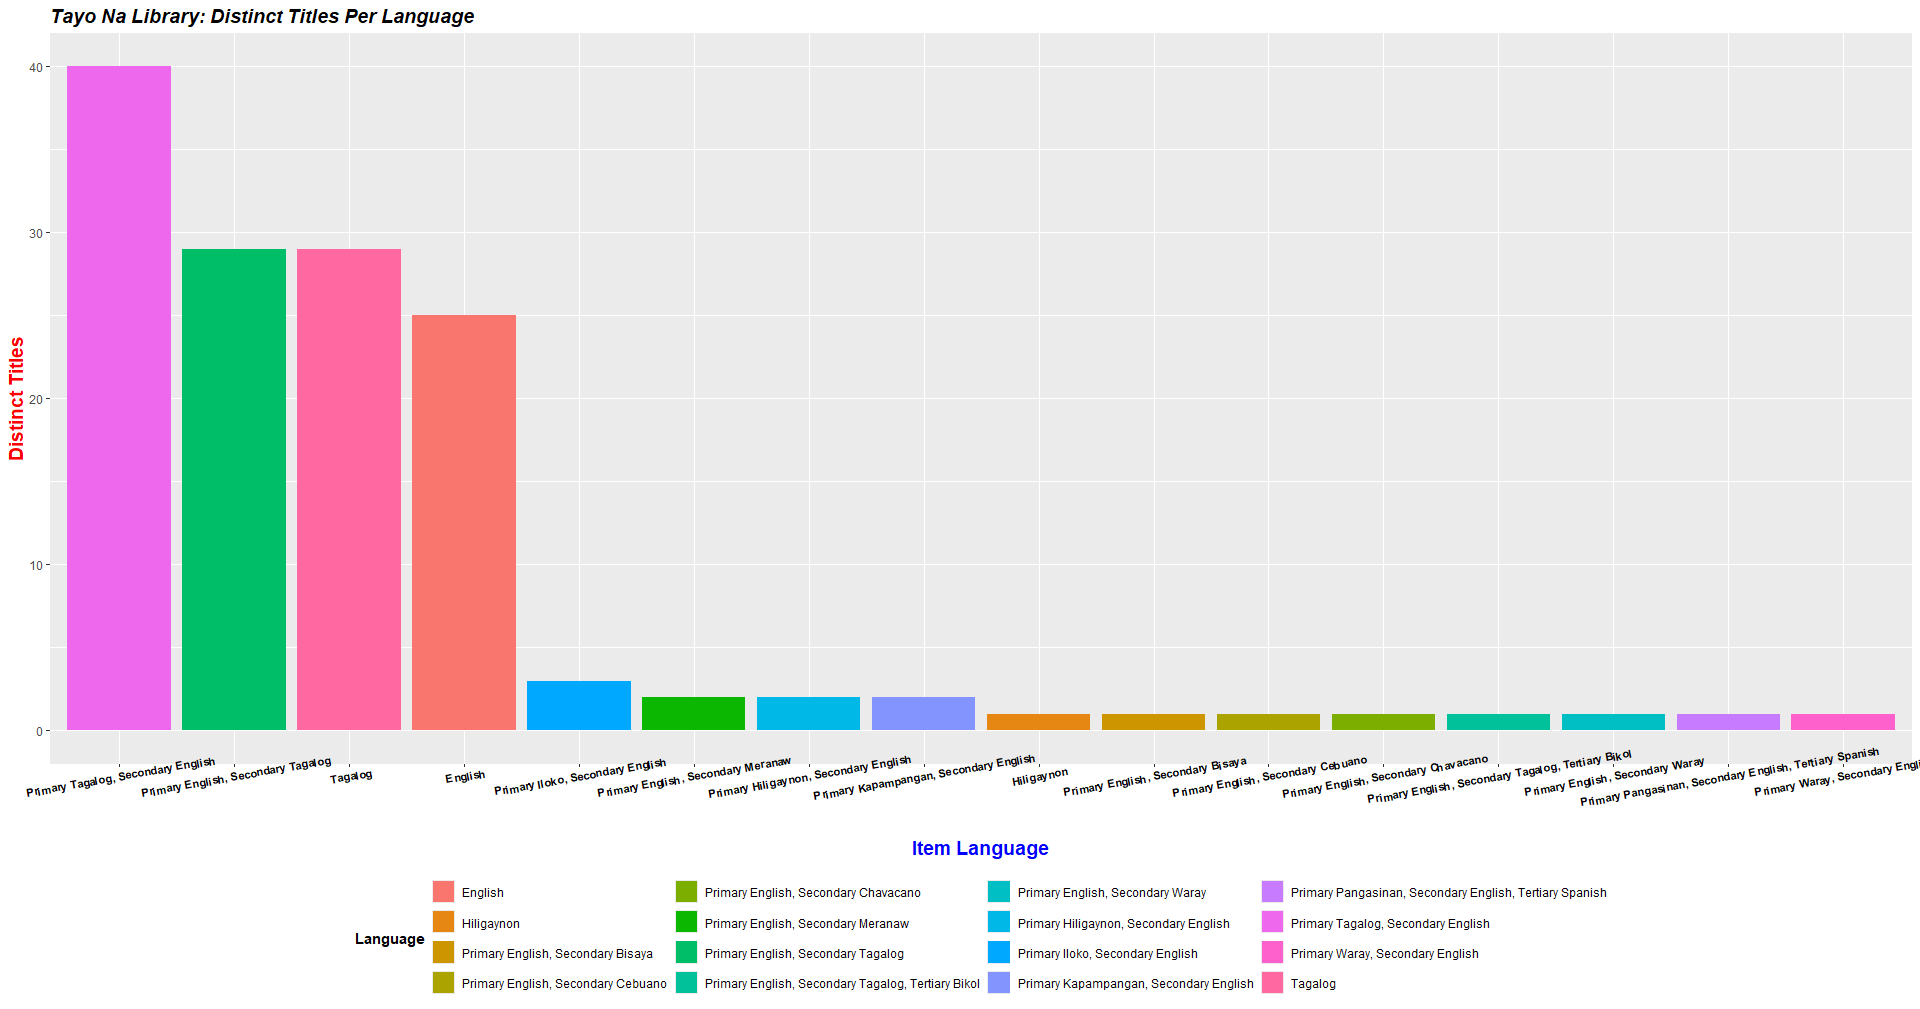 Tayo Na Library: Distinct Titles Per Language
Distinct Titles
40
30
20
10
0
Primary Tagalog, Secondary English
Primary English, Secondary Tagalog
Tagalog
English
Primary Iloko, Secondary English
Primary English, Secondary Meranaw
Primary Hiligaynon, Secondary English
Primary Kapampangan, Secondary English
Hiligaynon
Primary English, Secondary Bisaya
Primary English, Secondary Cebuano
Primary English, Secondary Chavacano
Primary English, Secondary Tagalog, Tertiary Bikol
Primary English, Secondary Waray
Primary Pangasinan, Secondary English, Tertiary Spanish
Primary Waray, Secondary Engli
Item Language
Language
English
Hiligaynon
Primary English, Secondary Bisaya
Primary English, Secondary Cebuano
Primary English, Secondary Chavacano
Primary English, Secondary Meranaw
Primary English, Secondary Tagalog
Primary English, Secondary Tagalog, Tertiary Bikol
Primary English, Secondary Waray
Primary Hiligaynon, Secondary English
Primary Iloko, Secondary English
Primary Kapampangan, Secondary English
Primary Pangasinan, Secondary English, Tertiary Spanish
Primary Tagalog, Secondary English
Primary Waray, Secondary English
Tagalog